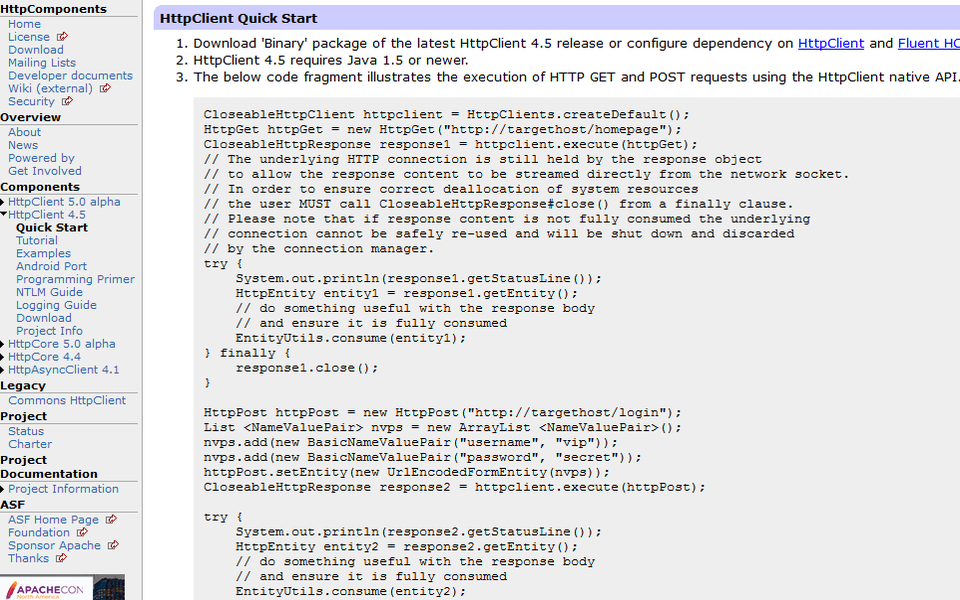 HttpComponents
Home
License
Download
Mailing Lists
Developer documents
Wiki (external)
Security
Overview
About
News
Powered by
Get Involved
Components
HttpClient 5.0 alpha
HttpClient 4.5
Quick Start
Tutorial
Examples
Android Port
Programming Primer
NTLM Guide
Logging Guide
Download
Project Info
HttpCore 5.0 alpha
HttpCore 4.4
HttpAsyncClient 4.1
Legacy
Commons HttpClient
Project
Status
Charter
Project
Documentation
Project Information
ASF
ASF Home Page
Foundation
Sponsor Apache
Thanks
APACHECON
North America
HttpClient Quick Start
1. Download 'Binary' package of the latest HttpClient 4.5 release or configure dependency on HttpClient and Fluent HC
2. HttpClient 4.5 requires Java 1.5 or newer.
3. The below code fragment illustrates the execution of HTTP GET and POST requests using the HttpClient native API.
CloseableHttpClient httpclient = HttpClients.createDefault();
HttpGet httpGet = new HttpGet("http://targethost/homepage");
CloseableHttpResponse response1 = httpclient.execute(httpGet);
// The underlying HTTP connection is still held by the response object
// to allow the response content to be streamed directly from the network socket.
// In order to ensure correct deallocation of system resources
// the user MUST call CloseableHttpResponse#close() from a finally clause.
// Please note that if response content is not fully consumed the underlying
// connection cannot be safely re-used and will be shut down and discarded
// by the connection manager.
try {
    System.out.println(response1.getStatusLine());
    HttpEntity entity1 = response1.getEntity();
    // do something useful with the response body
    // and ensure it is fully consumed
    EntityUtils.consume(entity1);
} finally {
    response1.close();
}
HttpPost httpPost = new HttpPost("http://targethost/login");
List <NameValuePair> nvps = new ArrayList <NameValuePair>();
nvps.add(new BasicNameValuePair("username", "vip"));
nvps.add(new BasicNameValuePair("password", "secret"));
httpPost.setEntity(new UrlEncodedFormEntity(nvps));
CloseableHttpResponse response2 = httpclient.execute(httpPost);
try {
    System.out.println(response2.getStatusLine());
    HttpEntity entity2 = response2.getEntity();
    // do something useful with the response body
    // and ensure it is fully consumed
    EntityUtils.consume(entity2);